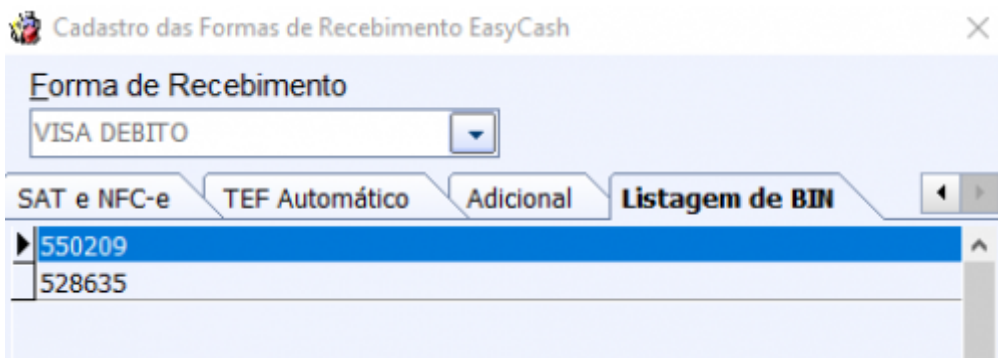 Cadastro das Formas de Recebimento EasyCash
Forma de Recebimento
VISA DEBITO
SAT e NFC-e TEF Automático Adicional Listagem de BIN
550209
528635